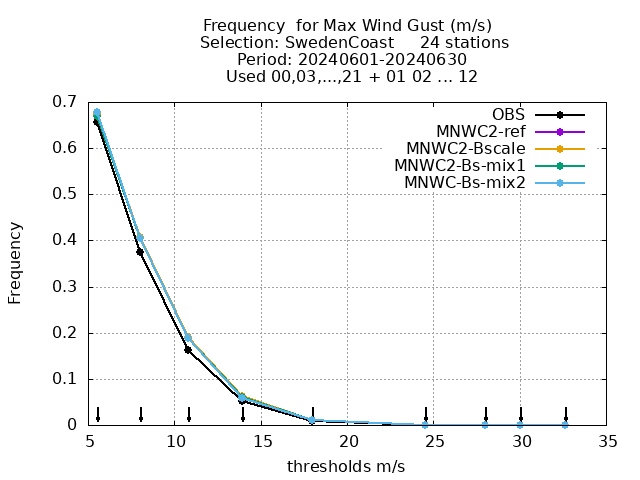 Frequency  for Max Wind Gust (m/s)
Selection: SwedenCoast     24 stations
Period: 20240601-20240630
Used 00,03,...,21 + 01 02 ... 12
0.7
0.6
0.5
0.4
0.3
0.2
0.1
0
Frequency
OBS
MNWC2-ref
MNWC2-Bscale
MNWC2-Bs-mix1
MNWC-Bs-mix2
5 10 15 20 25 30 35
thresholds m/s